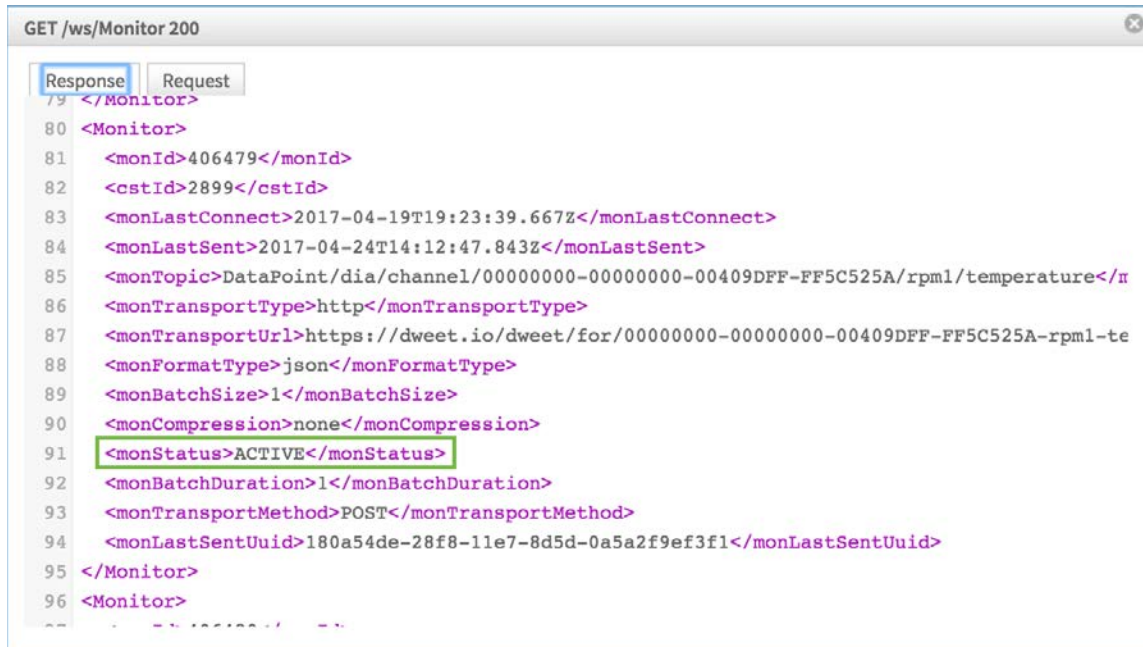 GET /ws/Monitor 200
Response Request
79 </Monitor>
80 <Monitor>
81 <monId>406479</monId>
82 <cstId>2899</cstId>
83 <monLastConnect>2017-04-19T19:23:39.667Z</monLastConnect>
84 <monLastSent>2017-04-24T14:12:47.843Z</monLastSent>
85 <monTopic>DataPoint/dia/channel/00000000-00000000-00409DFF-FF5C525A/rpm1/temperature</m
86 <monTransportType>http</monTransportType>
87 <monTransportUrl>https://dweet.io/dweet/for/00000000-00000000-00409DFF-FF5C525A-rpm1-te
88 <monFormatType>json</monFormatType>
89 <monBatchSize>1</monBatchSize>
90 <monCompression>none</monCompression>
91 <monStatus>ACTIVE</monStatus>
92 <monBatchDuration>1</monBatchDuration>
93 <monTransportMethod>POST</monTransportMethod>
94 <monLastSentUuid>180a54de-28f8-11e7-8d5d-0a5a2f9ef3f1</monLastSentUuid>
95 </Monitor>
96 <Monitor>